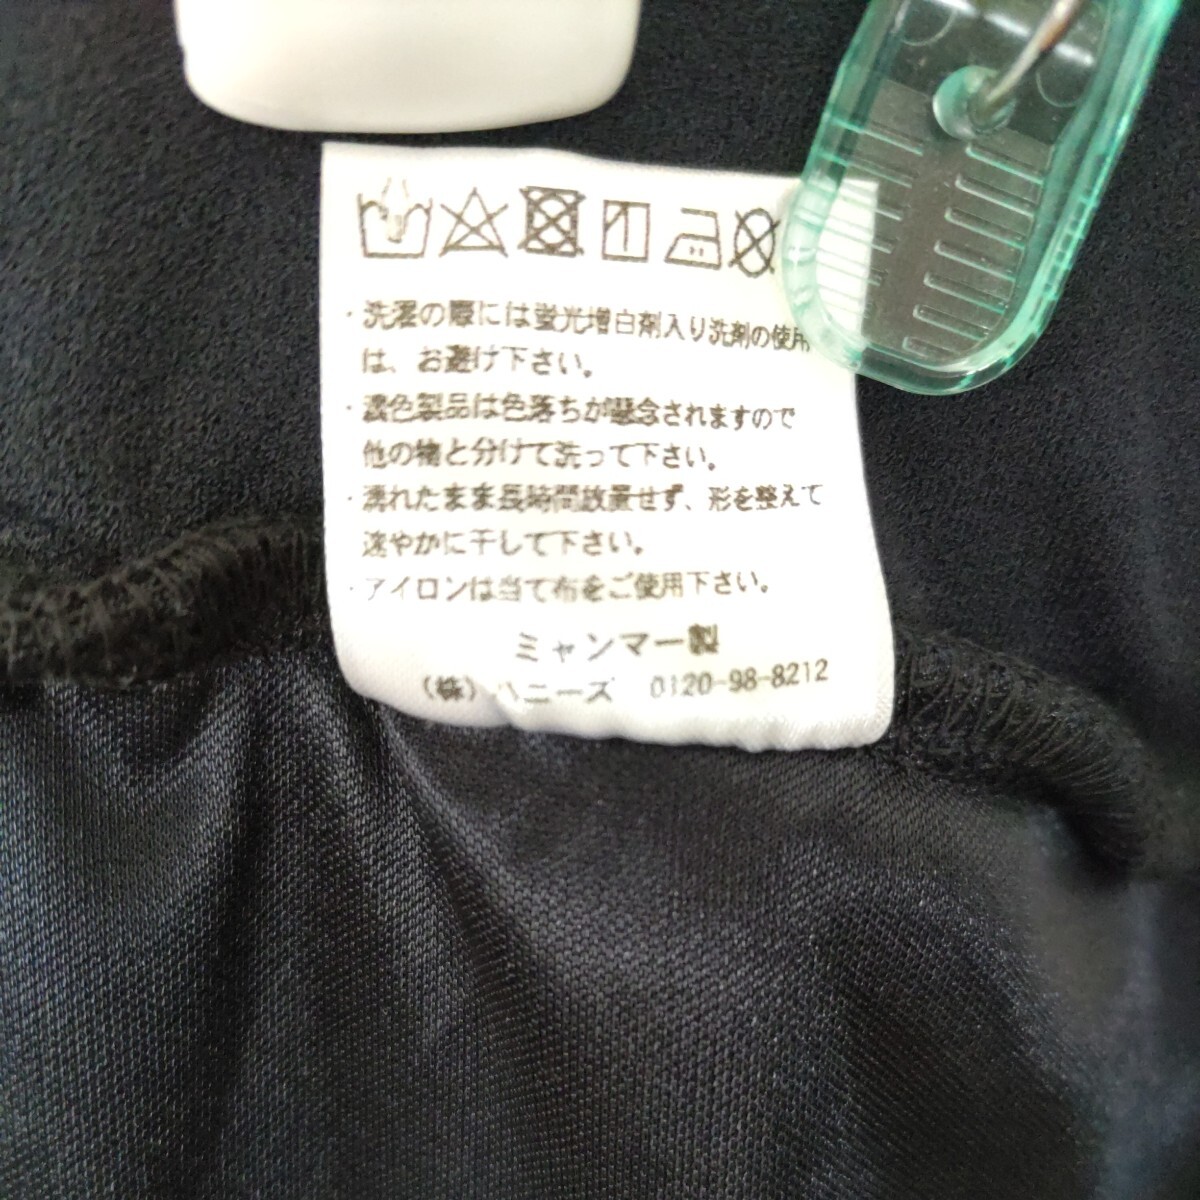 ・洗濯の際には蛍光増白剤入り洗剤の使用
は、お避け下さい。
・濃色製品は色落ちが懸念されますので
他の物と分けて洗って下さい。
・濡れたまま長時間放置せず、形を整えて
速やかに干して下さい。
・アイロンは当て布をご使用下さい。
ミャンマー製
（株）ハニーズ 0120-98-8212